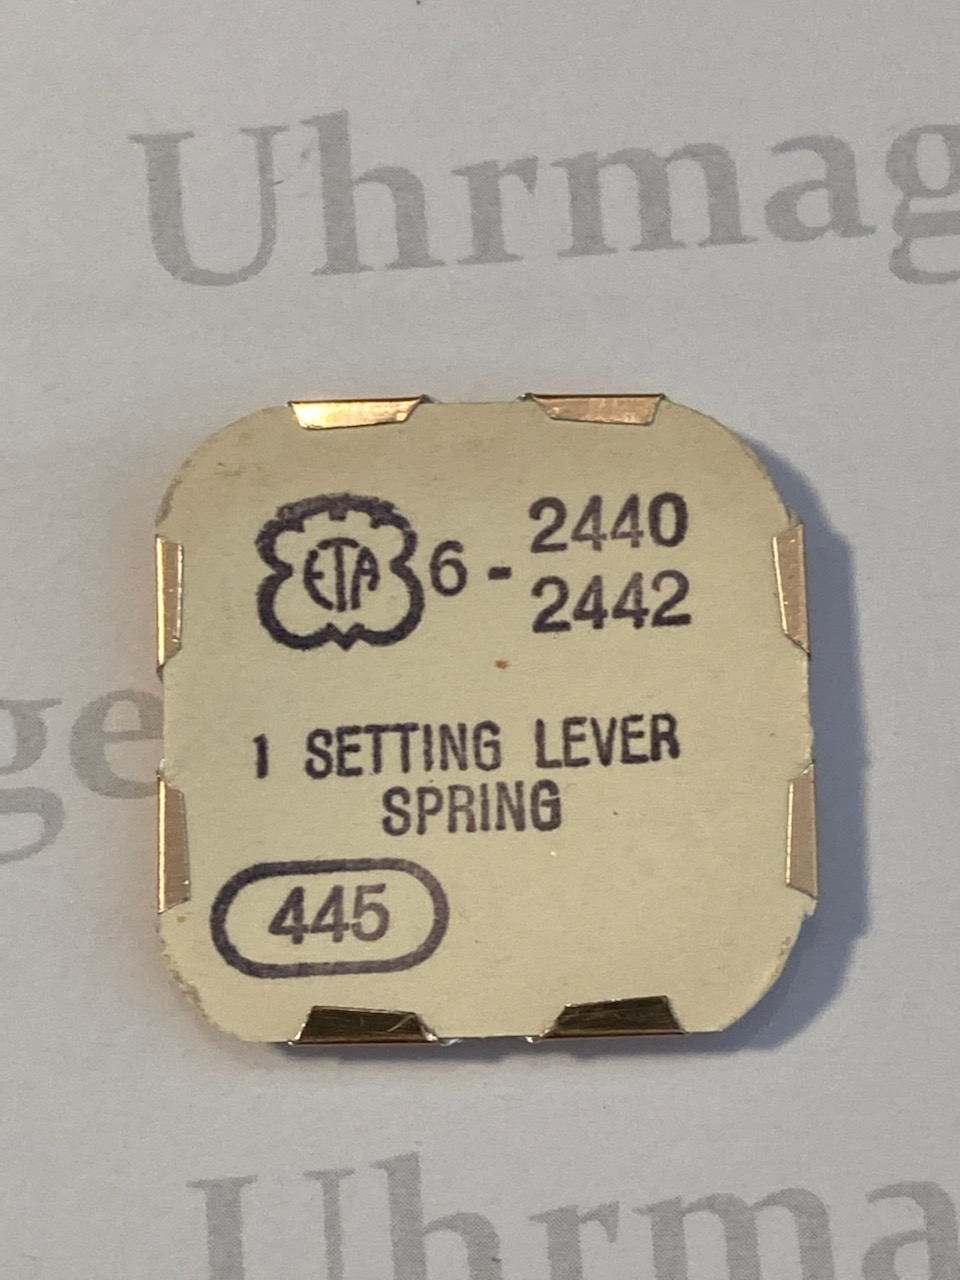 Uhrmag
ETA 6 - 2440
2442
ge
1 SETTING LEVER
SPRING
445
Uhrma